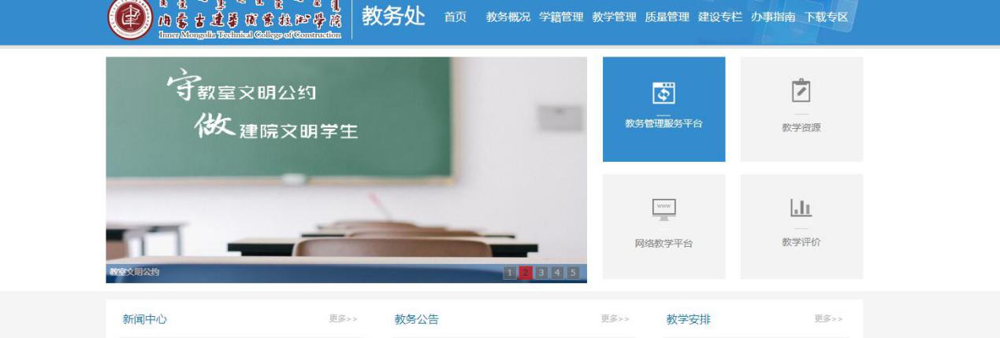 内蒙古建筑职业技术学院
Inner Mongolia Technical College of Construction
教务处
首页 教务概况 学籍管理 教学管理 质量管理 建设专栏 办事指南 下载专区
守教室文明公约
做建院文明学生
教务管理服务平台
教学资源
www
网络教学平台
教学评价
教室文明公约
1 2 3 4 5
新闻中心 更多>>
教务公告 更多>>
教学安排 更多>>